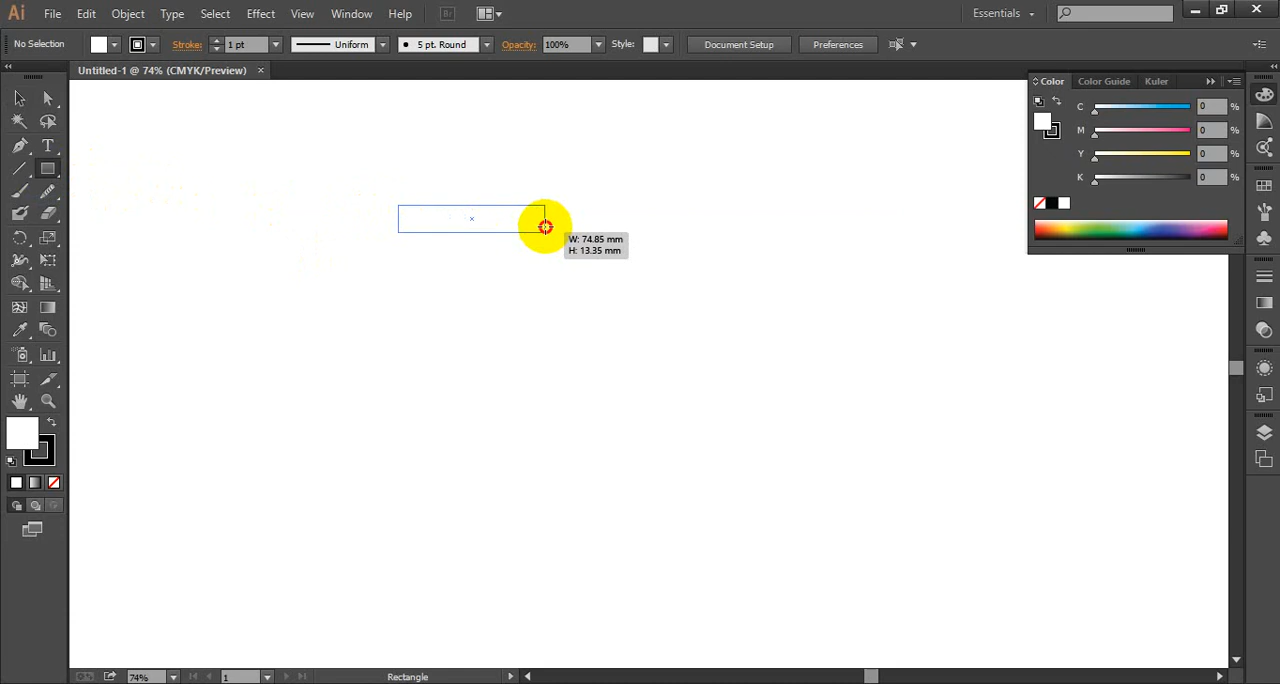 Ai File Edit Object Type Select Effect View Window Help Br Essentials
No Selection Stroke: 1 pt Uniform 5 pt. Round Opacity: 100% Style: Document Setup Preferences
Untitled-1 @ 74% (CMYK/Preview) ×
Color Color Guide Kuler
C 0 %
M 0 %
Y 0 %
K 0 %
T
W: 74.85 mm
H: 13.35 mm
74% 1 Rectangle